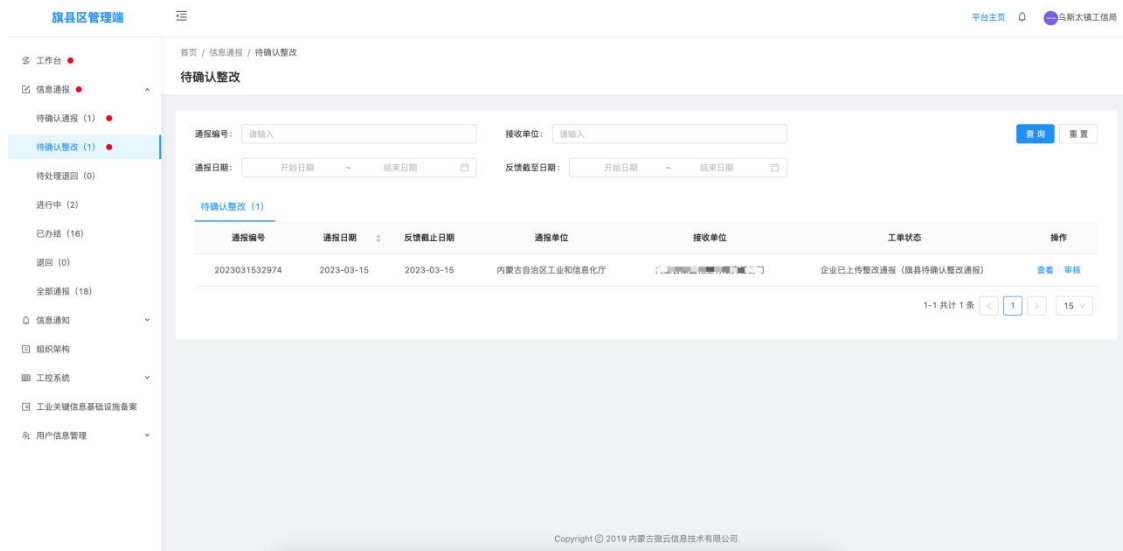 旗县区管理端
平台主页 乌斯太镇工信局
首页 / 信息通报 / 待确认整改
待确认整改
工作台
信息通报
待确认通报（1）
待确认整改（1）
待处理退回（0）
进行中（2）
已办结（16）
退回（0）
全部通报（18）
信息通知
组织架构
工控系统
工业关键信息基础设施备案
用户信息管理
通报编号： 请输入 接收单位： 请输入 查询 重置
通报日期： 开始日期 ~ 结束日期 反馈截至日期： 开始日期 ~ 结束日期
待确认整改（1）
通报编号 通报日期 反馈截止日期 通报单位 接收单位 工单状态 操作
2023031532974 2023-03-15 2023-03-15 内蒙古自治区工业和信息化厅 企业已上传整改通报（旗县待确认整改通报） 查看 审核
1-1 共计 1 条 < 1 > 15
Copyright © 2019 内蒙古微云信息技术有限公司